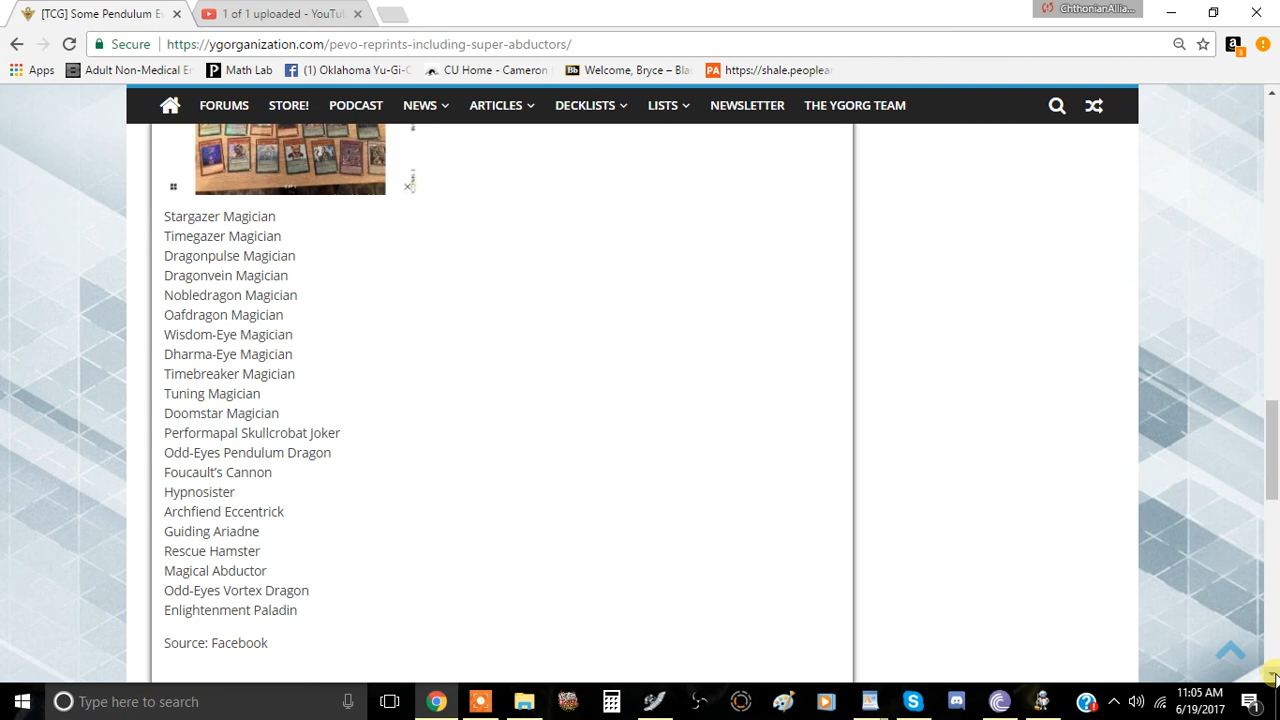 [TCG] Some Pendulum E
1 of 1 uploaded - YouTu
ChthonianAllia...
Secure
https://ygorganization.com/pevo-reprints-including-super-abductors/
3
Apps
Adult Non-Medical E
Math Lab
(1) Oklahoma Yu-Gi-
CU Home - Cameron
Bb
Welcome, Bryce – Bla
PA
https://shale.peoplea
FORUMS
STORE!
PODCAST
NEWS
ARTICLES
DECKLISTS
LISTS
NEWSLETTER
THE YGORG TEAM
Stargazer Magician
Timegazer Magician
Dragonpulse Magician
Dragonvein Magician
Nobledragon Magician
Oafdragon Magician
Wisdom-Eye Magician
Dharma-Eye Magician
Timebreaker Magician
Tuning Magician
Doomstar Magician
Performapal Skullcrobat Joker
Odd-Eyes Pendulum Dragon
Foucault’s Cannon
Hypnosister
Archfiend Eccentrick
Guiding Ariadne
Rescue Hamster
Magical Abductor
Odd-Eyes Vortex Dragon
Enlightenment Paladin
Source: Facebook
Type here to search
11:05 AM
6/19/2017
1